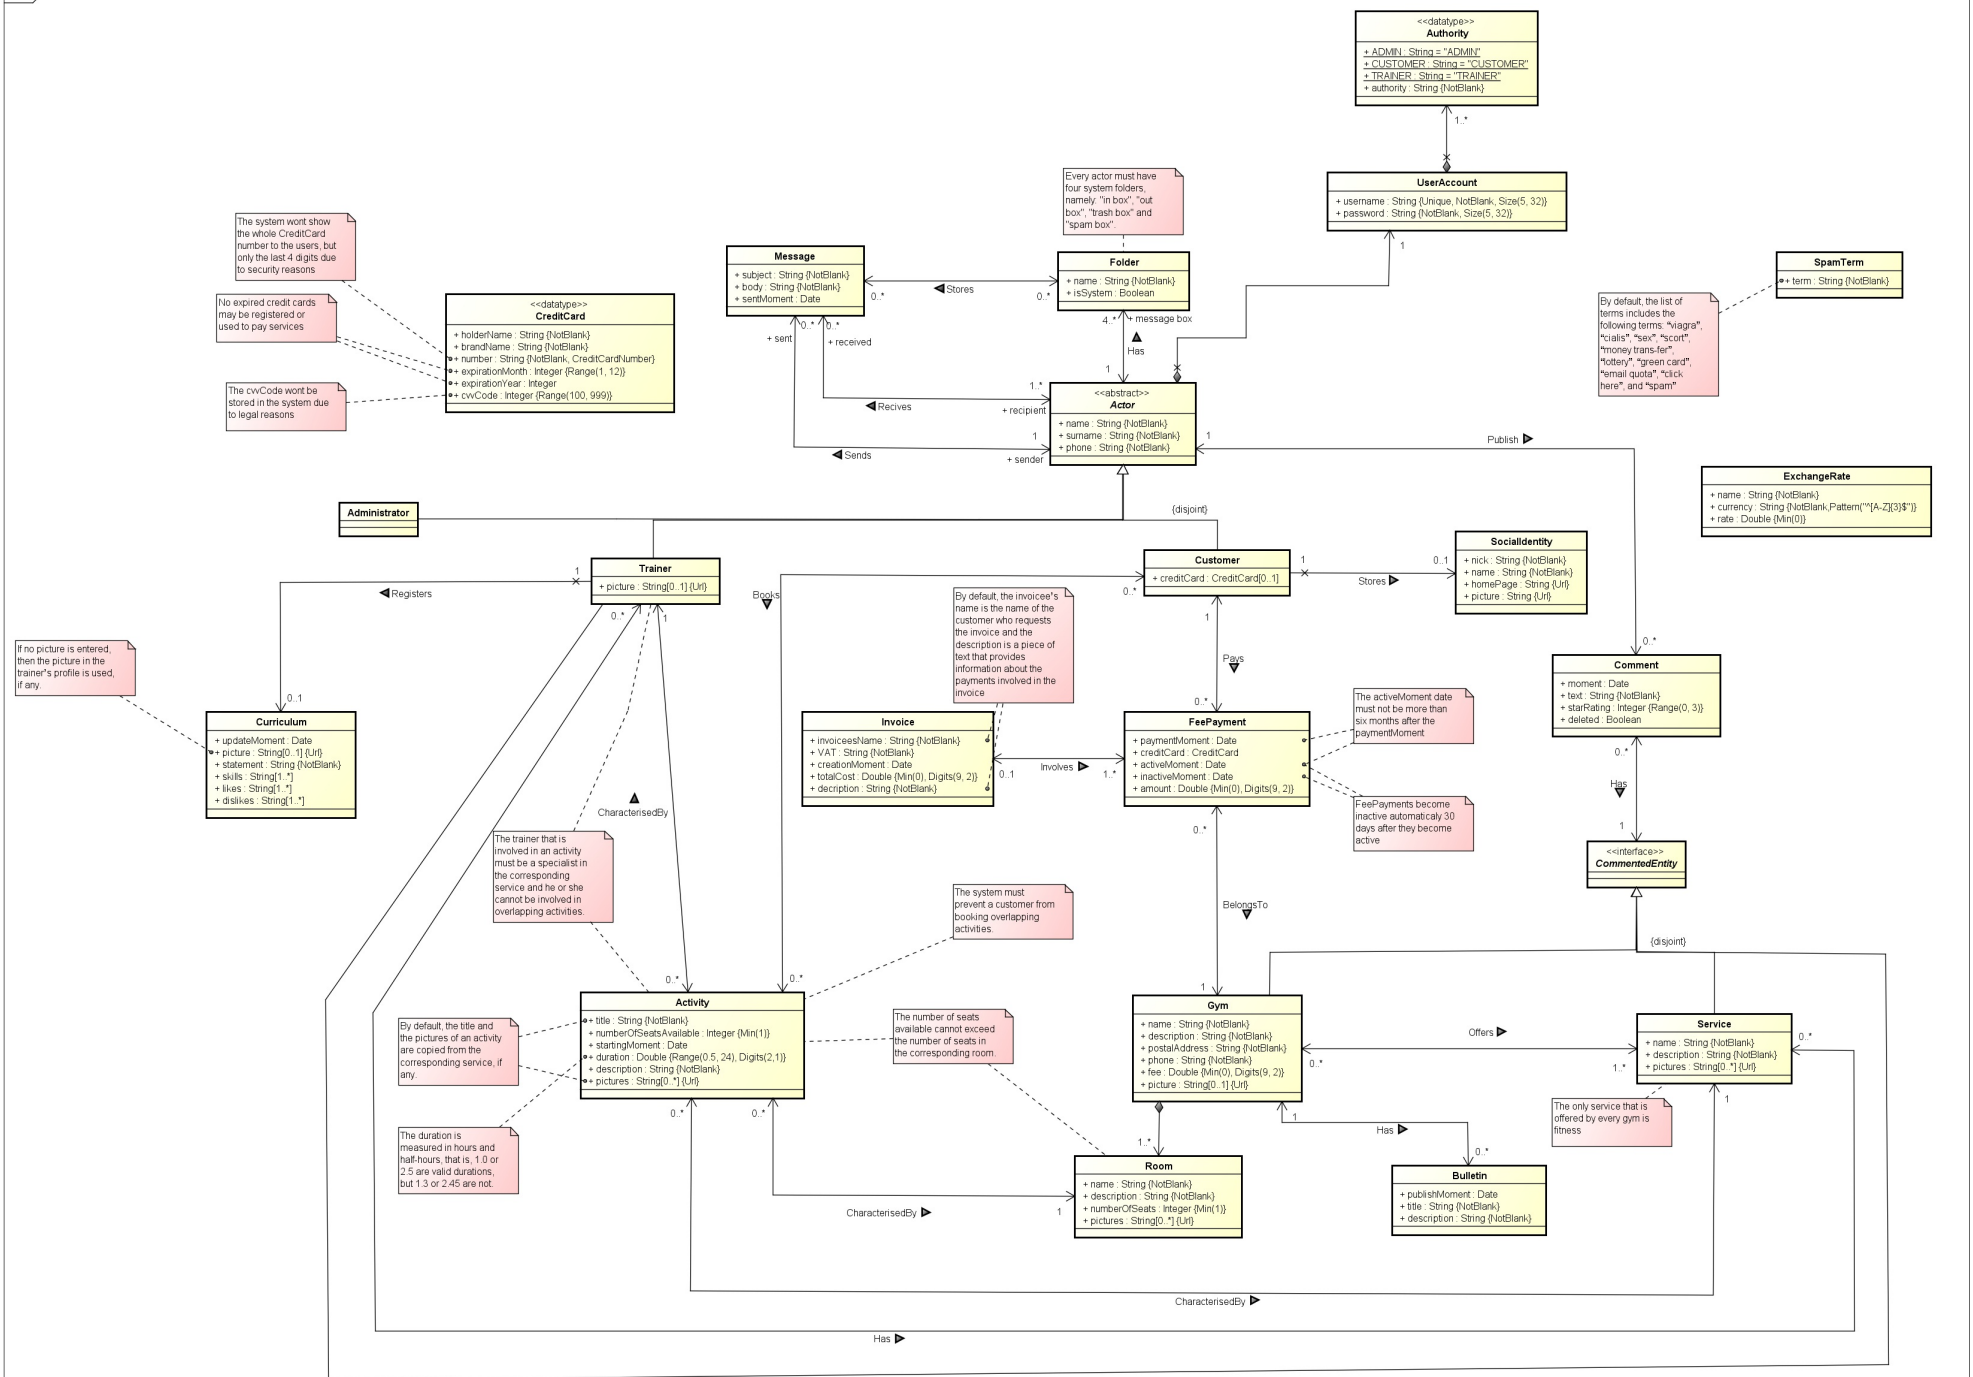 <<datatype>>
Authority
+ ADMIN : String = "ADMIN"
+ CUSTOMER : String = "CUSTOMER"
+ TRAINER : String = "TRAINER"
+ authority : String {NotBlank}
1..*
UserAccount
+ username : String {Unique, NotBlank, Size(5, 32)}
+ password : String {NotBlank, Size(5, 32)}
1
Every actor must have
four system folders,
namely: "in box", "out
box", "trash box" and
"spam box".
The system wont show
the whole CreditCard
number to the users, but
only the last 4 digits due
to security reasons
No expired credit cards
may be registered or
used to pay services
The cvvCode wont be
stored in the system due
to legal reasons
<<datatype>>
CreditCard
+ holderName : String {NotBlank}
+ brandName : String {NotBlank}
+ number : String {NotBlank, CreditCardNumber}
+ expirationMonth : Integer {Range(1, 12)}
+ expirationYear : Integer
+ cvvCode : Integer {Range(100, 999)}
Message
+ subject : String {NotBlank}
+ body : String {NotBlank}
+ sentMoment : Date
0..*
Stores
0..*
Folder
+ name : String {NotBlank}
+ isSystem : Boolean
4..*
+ message box
Has
1
SpamTerm
+ term : String {NotBlank}
By default, the list of
terms includes the
following terms: “viagra”,
“cialis”, “sex”, “scort”,
“money trans-fer”,
“lottery”, “green card”,
“email quota”, “click
here”, and “spam”
0..*
0..*
+ sent
+ received
1..*
Recives
+ recipient
1
Sends
+ sender
<<abstract>>
Actor
+ name : String {NotBlank}
+ surname : String {NotBlank}
+ phone : String {NotBlank}
1
Publish
ExchangeRate
+ name : String {NotBlank}
+ currency : String {NotBlank,Pattern("^[A-Z]{3}$")}
+ rate : Double {Min(0)}
Administrator
{disjoint}
Trainer
+ picture : String[0..1] {Url}
1
Registers
0..*
1
Customer
+ creditCard : CreditCard[0..1]
1
0..1
Stores
SocialIdentity
+ nick : String {NotBlank}
+ name : String {NotBlank}
+ homePage : String {Url}
+ picture : String {Url}
Books
0..*
1
By default, the invoicee's
name is the name of the
customer who requests
the invoice and the
description is a piece of
text that provides
information about the
payments involved in the
invoice
Pays
0..*
0..*
Comment
+ moment : Date
+ text : String {NotBlank}
+ starRating : Integer {Range(0, 3)}
+ deleted : Boolean
If no picture is entered,
then the picture in the
trainer's profile is used,
if any.
0..1
Curriculum
+ updateMoment : Date
+ picture : String[0..1] {Url}
+ statement : String {NotBlank}
+ skills : String[1..*]
+ likes : String[1..*]
+ dislikes : String[1..*]
Invoice
+ invoiceesName : String {NotBlank}
+ VAT : String {NotBlank}
+ creationMoment : Date
+ totalCost : Double {Min(0), Digits(9, 2)}
+ decription : String {NotBlank}
0..1
Involves
1..*
FeePayment
+ paymentMoment : Date
+ creditCard : CreditCard
+ activeMoment : Date
+ inactiveMoment : Date
+ amount : Double {Min(0), Digits(9, 2)}
The activeMoment date
must not be more than
six months after the
paymentMoment
FeePayments become
inactive automaticaly 30
days after they become
active
0..*
Has
1
<<interface>>
CommentedEntity
{disjoint}
CharacterisedBy
The trainer that is
involved in an activity
must be a specialist in
the corresponding
service and he or she
cannot be involved in
overlapping activities.
The system must
prevent a customer from
booking overlapping
activities.
0..*
BelongsTo
1
0..*
0..*
Activity
+ title : String {NotBlank}
+ numberOfSeatsAvailable : Integer {Min(1)}
+ startingMoment : Date
+ duration : Double {Range(0.5, 24), Digits(2,1)}
+ description : String {NotBlank}
+ pictures : String[0..*] {Url}
By default, the title and
the pictures of an activity
are copied from the
corresponding service, if
any.
The duration is
measured in hours and
half-hours, that is, 1.0 or
2.5 are valid durations,
but 1.3 or 2.45 are not.
The number of seats
available cannot exceed
the number of seats in
the corresponding room.
Gym
+ name : String {NotBlank}
+ description : String {NotBlank}
+ postalAddress : String {NotBlank}
+ phone : String {NotBlank}
+ fee : Double {Min(0), Digits(9, 2)}
+ picture : String[0..1] {Url}
Offers
0..*
1..*
Service
+ name : String {NotBlank}
+ description : String {NotBlank}
+ pictures : String[0..*] {Url}
0..*
1
The only service that is
offered by every gym is
fitness
0..*
0..*
1..*
1
Has
0..*
Room
+ name : String {NotBlank}
+ description : String {NotBlank}
+ numberOfSeats : Integer {Min(1)}
+ pictures : String[0..*] {Url}
Bulletin
+ publishMoment : Date
+ title : String {NotBlank}
+ description : String {NotBlank}
CharacterisedBy
1
CharacterisedBy
Has